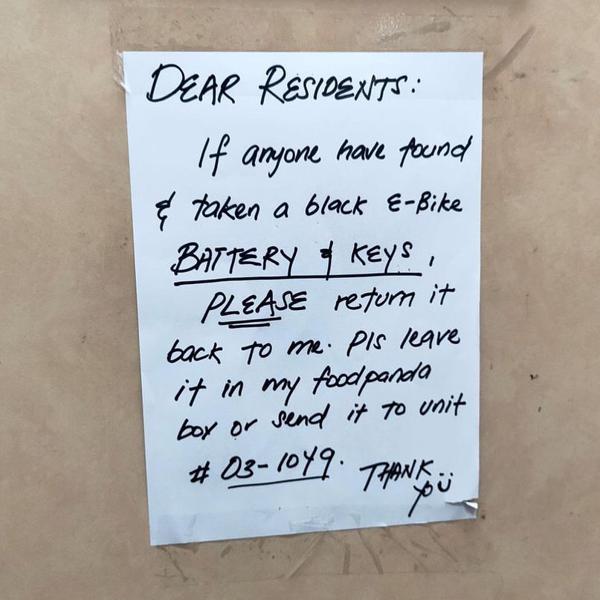 DEAR RESIDENTS:
If anyone have found
& taken a black E-Bike
BATTERY & KEYS,
PLEASE return it
back to me. Pls leave
it in my foodpanda
box or send it to unit
# 03-1049. THANK
you